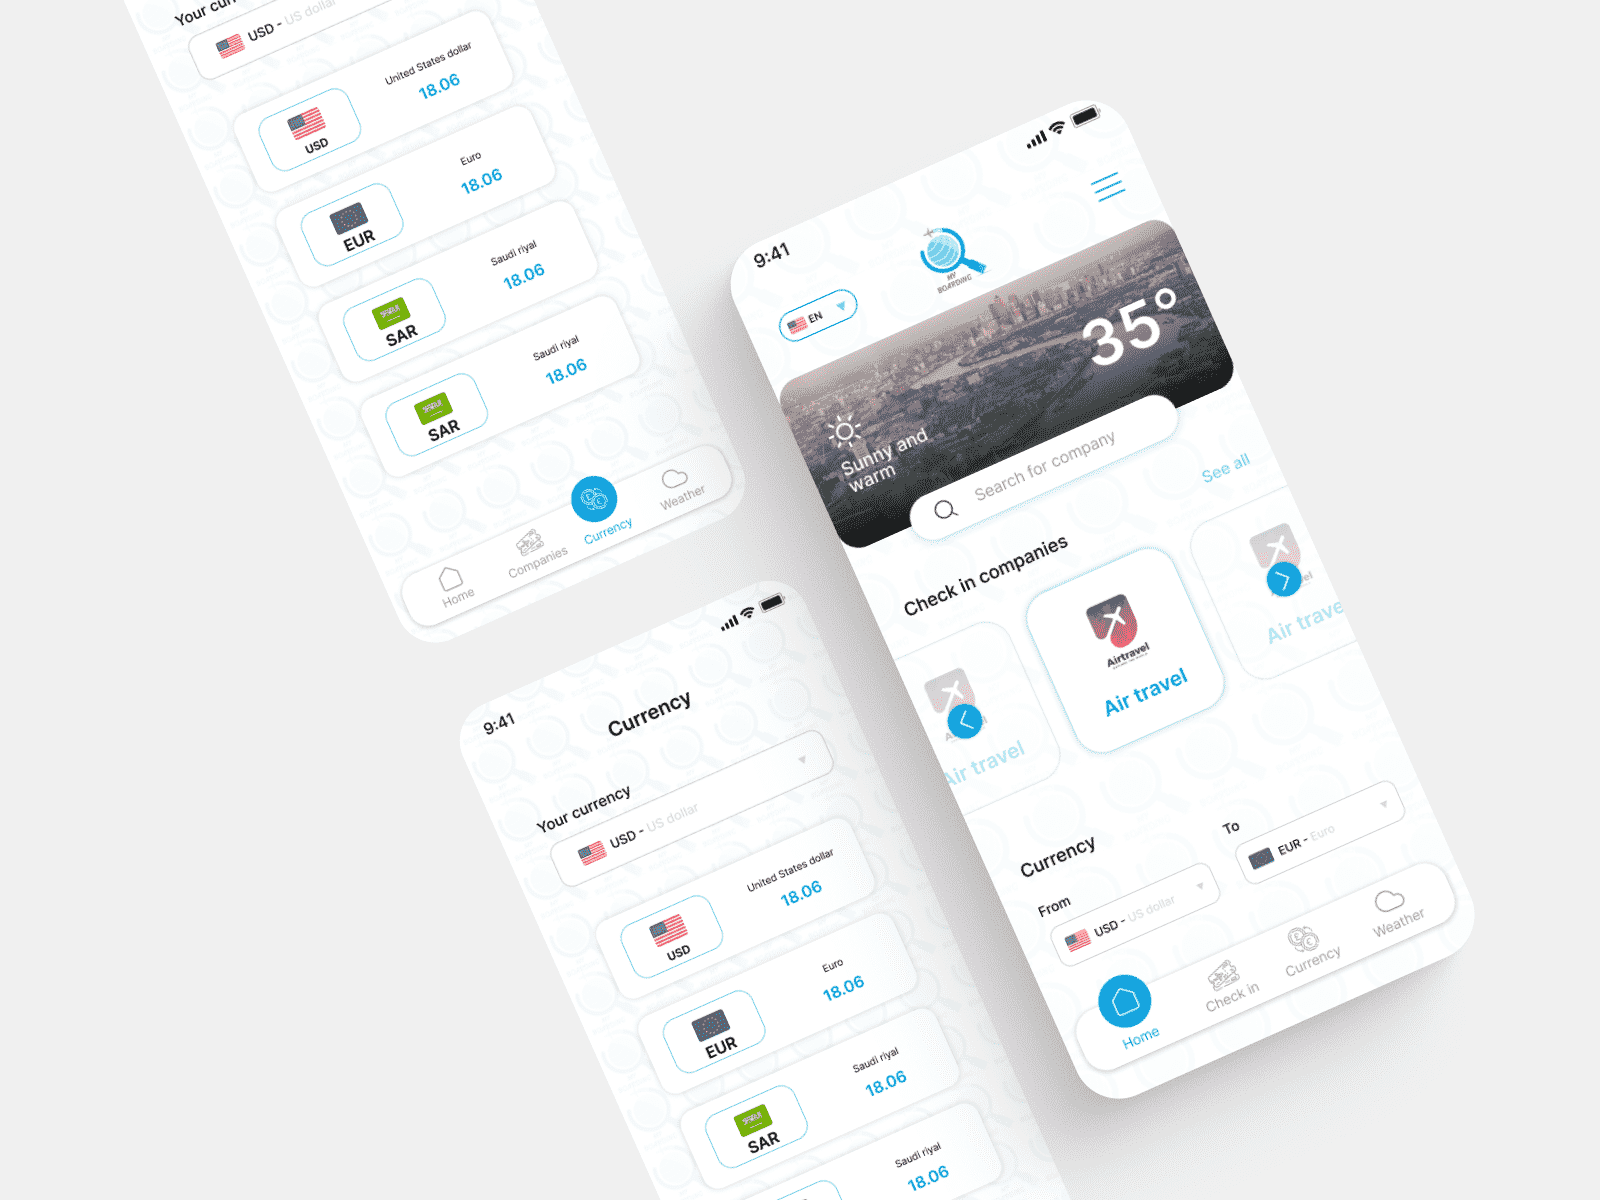 Your curr
USD - US dollar
United States dollar
18.06
USD
Euro
18.06
EUR
Saudi riyal
18.06
SAR
Saudi riyal
18.06
SAR
Home
Companies
Currency
Weather
9:41
Currency
Your currency
USD - US dollar
United States dollar
18.06
USD
Euro
18.06
EUR
Saudi riyal
18.06
SAR
Saudi riyal
18.06
9:41
EN
MY
BOARDING
35°
Sunny and
warm
Search for company
See all
Check in companies
Air travel
Airtravel
Air travel
Air trave
Currency
From
USD - US dollar
To
EUR - Euro
Home
Check in
Currency
Weather